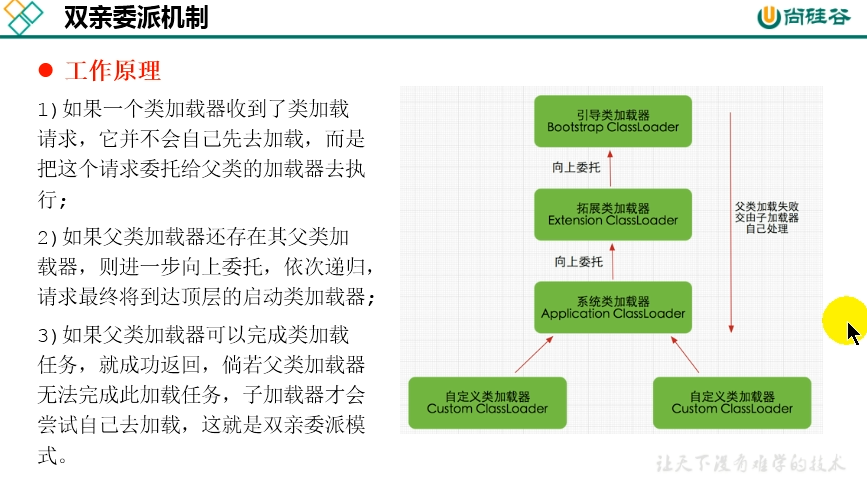 双亲委派机制
尚硅谷
工作原理
1)如果一个类加载器收到了类加载
请求，它并不会自己先去加载，而是
把这个请求委托给父类的加载器去执
行；
2)如果父类加载器还存在其父类加
载器，则进一步向上委托，依次递归，
请求最终将到达顶层的启动类加载器；
3)如果父类加载器可以完成类加载
任务，就成功返回，倘若父类加载器
无法完成此加载任务，子加载器才会
尝试自己去加载，这就是双亲委派模
式。
引导类加载器
Bootstrap ClassLoader
向上委托
拓展类加载器
Extension ClassLoader
向上委托
系统类加载器
Application ClassLoader
父类加载失败
交由子加载器
自己处理
自定义类加载器
Custom ClassLoader
自定义类加载器
Custom ClassLoader
让天下没有难学的技术